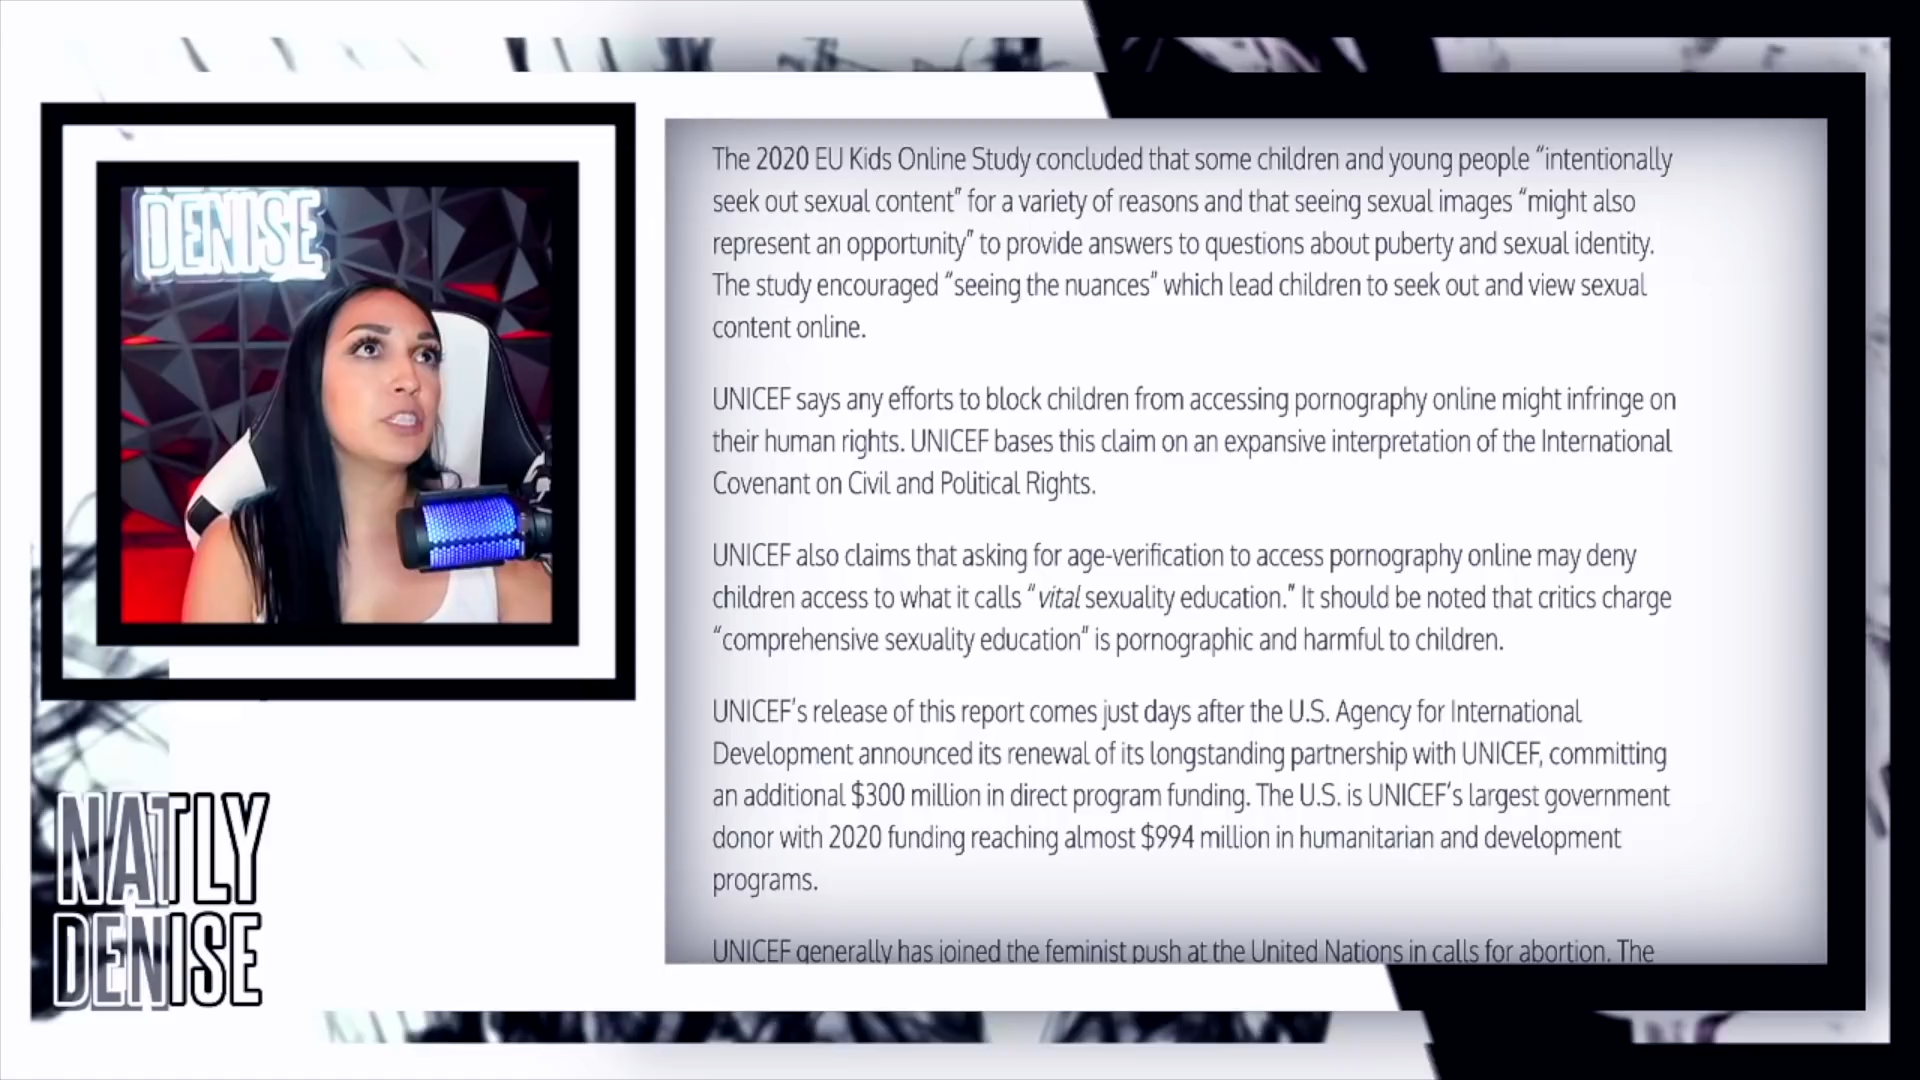 DENISE
The 2020 EU Kids Online Study concluded that some children and young people “intentionally
seek out sexual content” for a variety of reasons and that seeing sexual images “might also
represent an opportunity” to provide answers to questions about puberty and sexual identity.
The study encouraged “seeing the nuances” which lead children to seek out and view sexual
content online.
UNICEF says any efforts to block children from accessing pornography online might infringe on
their human rights. UNICEF bases this claim on an expansive interpretation of the International
Covenant on Civil and Political Rights.
UNICEF also claims that asking for age-verification to access pornography online may deny
children access to what it calls “vital sexuality education.” It should be noted that critics charge
“comprehensive sexuality education” is pornographic and harmful to children.
UNICEF’s release of this report comes just days after the U.S. Agency for International
Development announced its renewal of its longstanding partnership with UNICEF, committing
an additional $300 million in direct program funding. The U.S. is UNICEF’s largest government
donor with 2020 funding reaching almost $994 million in humanitarian and development
programs.
UNICEF generally has joined the feminist push at the United Nations in calls for abortion. The
NATLY
DENISE